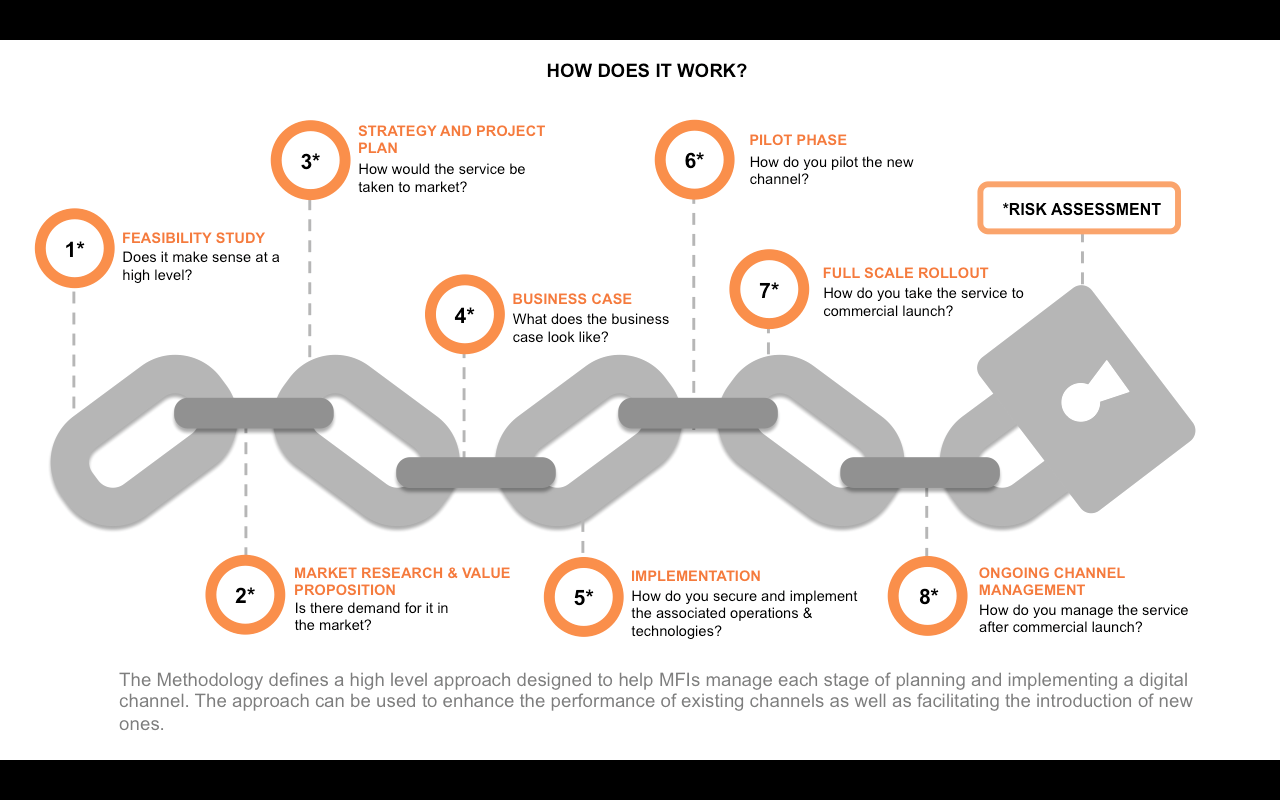 HOW DOES IT WORK?
1*
FEASIBILITY STUDY
Does it make sense at a
high level?
2*
MARKET RESEARCH & VALUE
PROPOSITION
Is there demand for it in
the market?
3*
STRATEGY AND PROJECT
PLAN
How would the service be
taken to market?
4*
BUSINESS CASE
What does the business
case look like?
5*
IMPLEMENTATION
How do you secure and implement
the associated operations &
technologies?
6*
PILOT PHASE
How do you pilot the new
channel?
7*
FULL SCALE ROLLOUT
How do you take the service to
commercial launch?
8*
ONGOING CHANNEL
MANAGEMENT
How do you manage the service
after commercial launch?
*RISK ASSESSMENT
The Methodology defines a high level approach designed to help MFIs manage each stage of planning and implementing a digital
channel. The approach can be used to enhance the performance of existing channels as well as facilitating the introduction of new
ones.